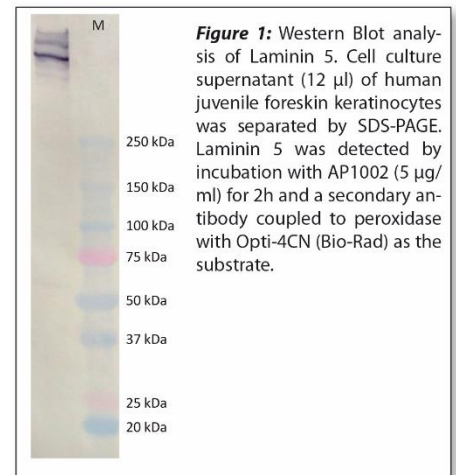 M
250 kDa
150 kDa
100 kDa
75 kDa
50 kDa
37 kDa
25 kDa
20 kDa
Figure 1: Western Blot analy-
sis of Laminin 5. Cell culture
supernatant (12 µl) of human
juvenile foreskin keratinocytes
was separated by SDS-PAGE.
Laminin 5 was detected by
incubation with AP1002 (5 µg/
ml) for 2h and a secondary an-
tibody coupled to peroxidase
with Opti-4CN (Bio-Rad) as the
substrate.